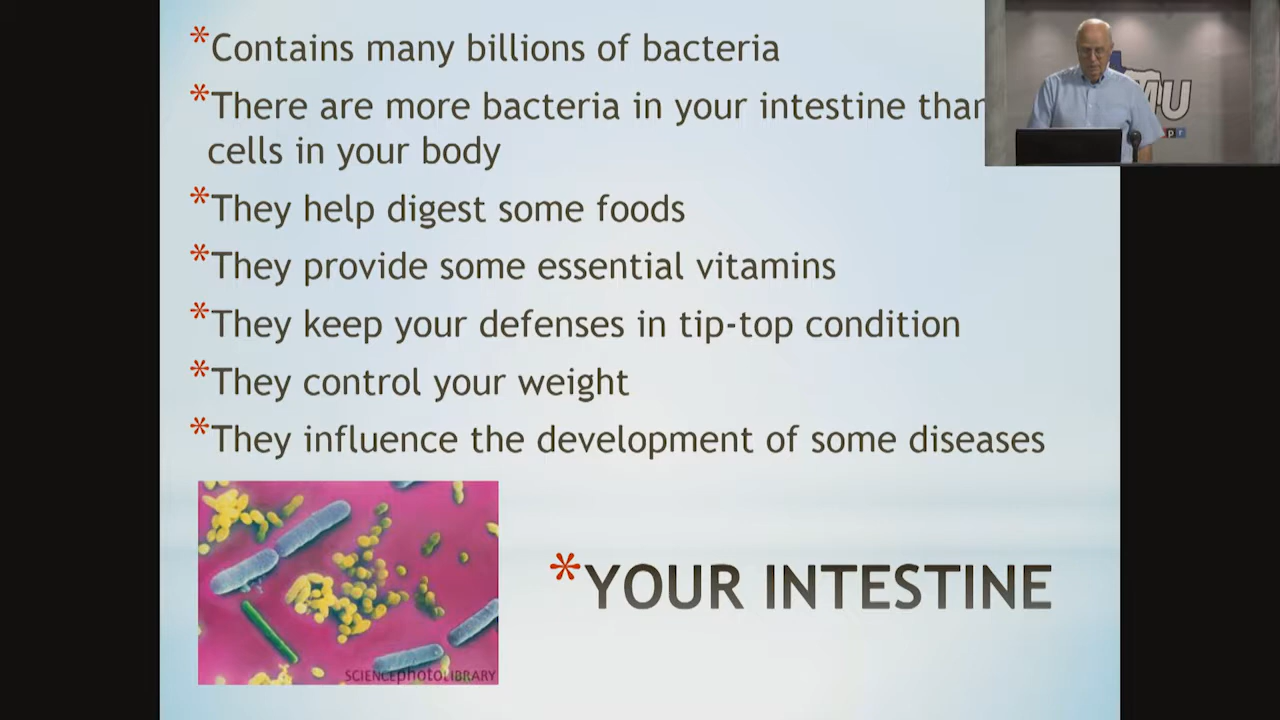 *Contains many billions of bacteria
*There are more bacteria in your intestine than
cells in your body
*They help digest some foods
*They provide some essential vitamins
*They keep your defenses in tip-top condition
*They control your weight
*They influence the development of some diseases
SCIENCEphotoLIBRARY
*YOUR INTESTINE